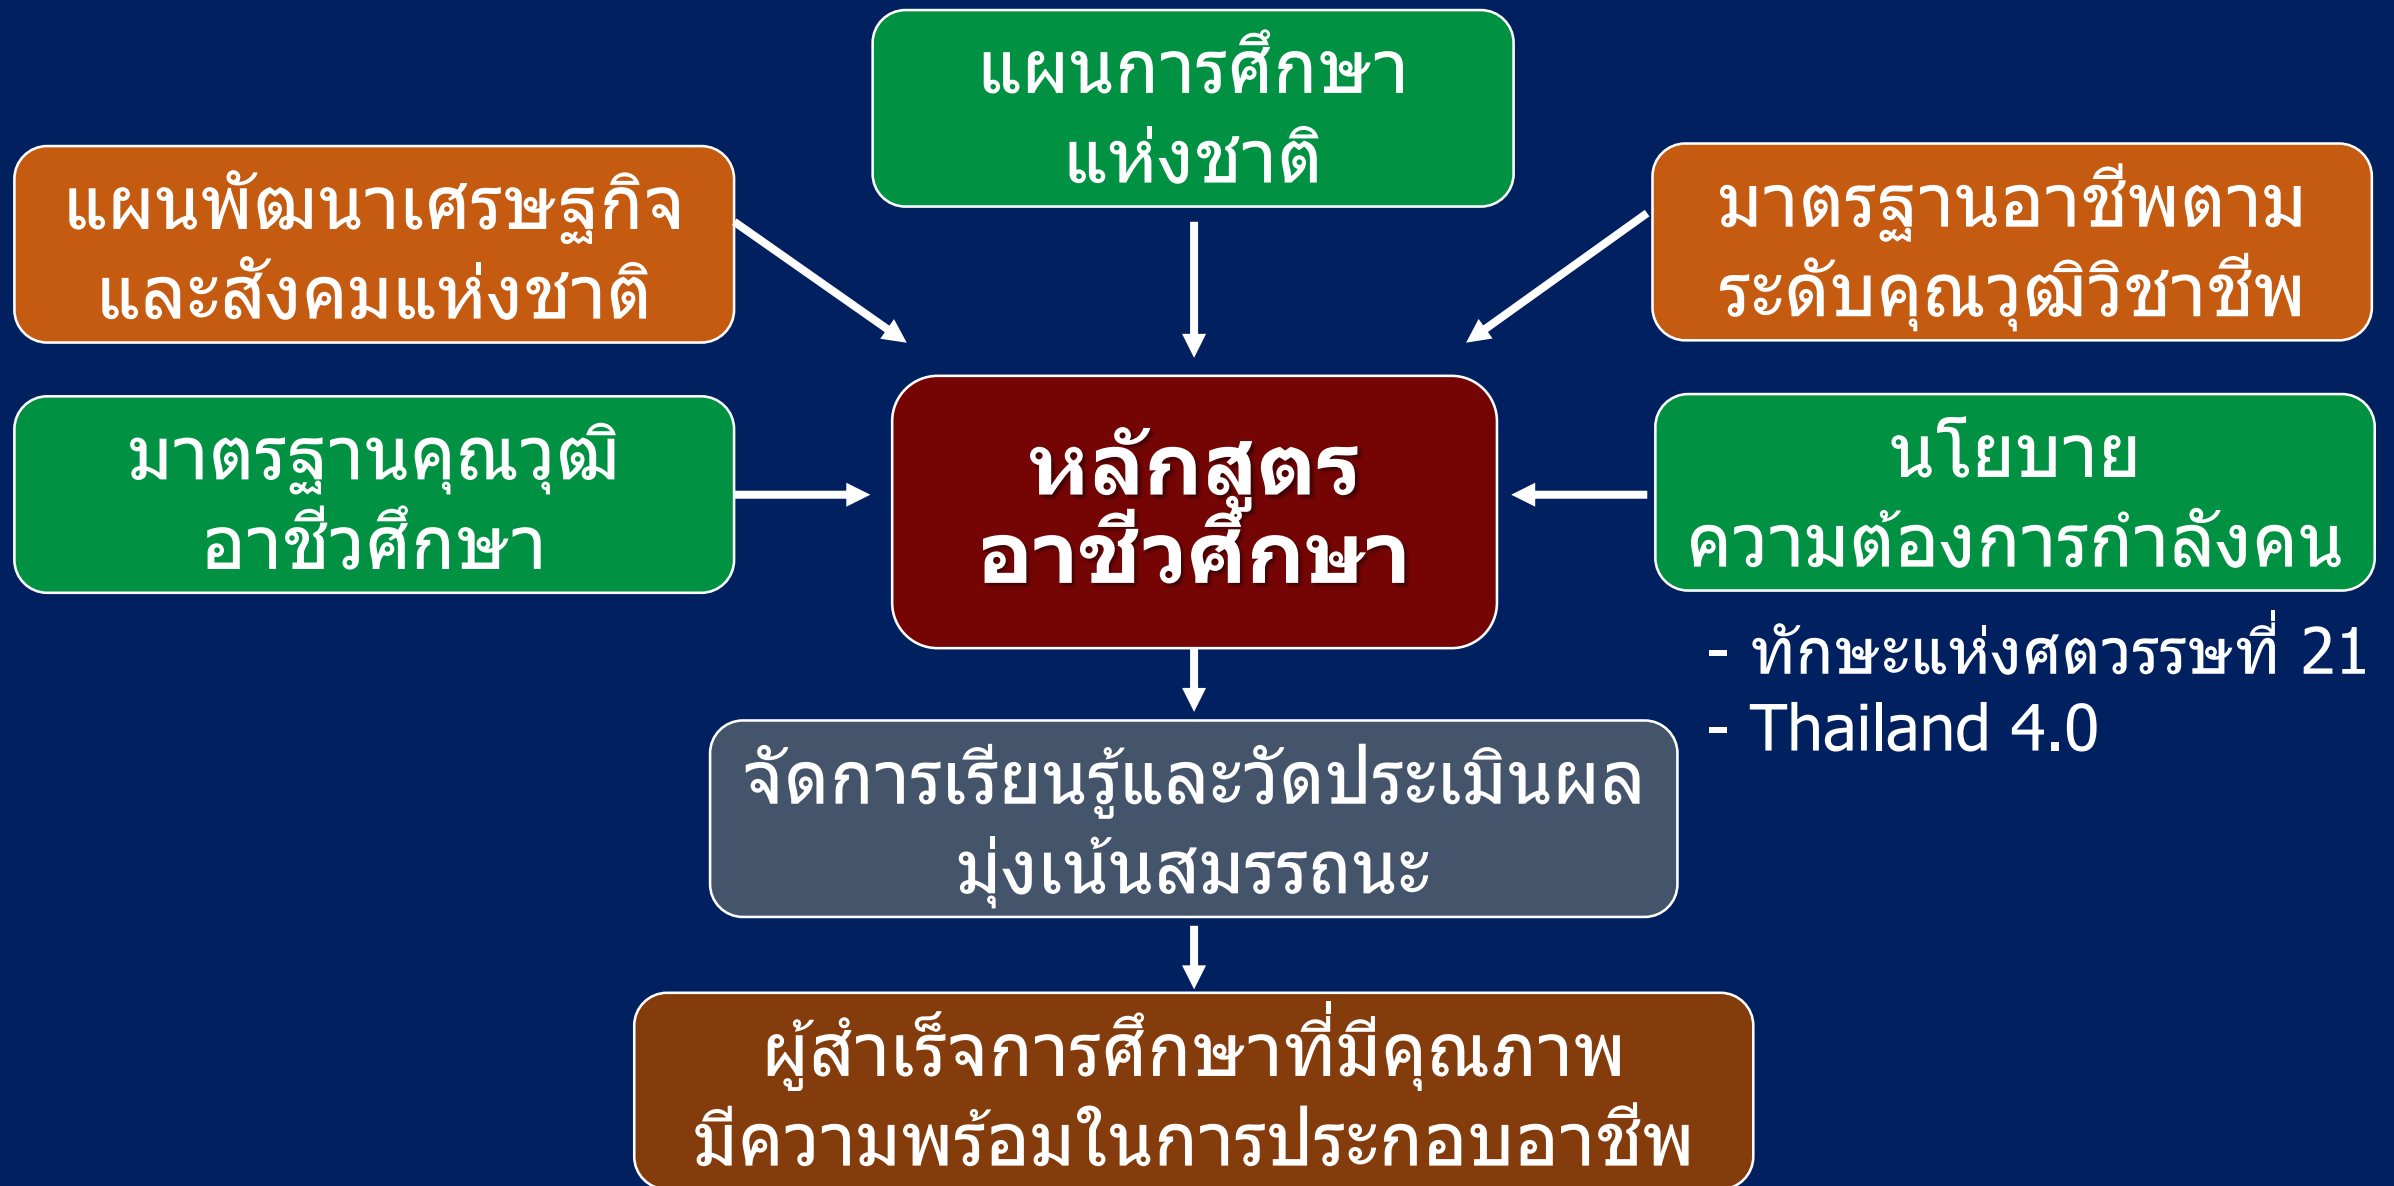 แผนการศึกษา
แห่งชาติ
แผนพัฒนาเศรษฐกิจ
และสังคมแห่งชาติ
มาตรฐานอาชีพตาม
ระดับคุณวุฒิวิชาชีพ
มาตรฐานคุณวุฒิ
อาชีวศึกษา
หลักสูตร
อาชีวศึกษา
นโยบาย
ความต้องการกำลังคน
- ทักษะแห่งศตวรรษที่ 21
- Thailand 4.0
จัดการเรียนรู้และวัดประเมินผล
มุ่งเน้นสมรรถนะ
ผู้สำเร็จการศึกษาที่มีคุณภาพ
มีความพร้อมในการประกอบอาชีพ